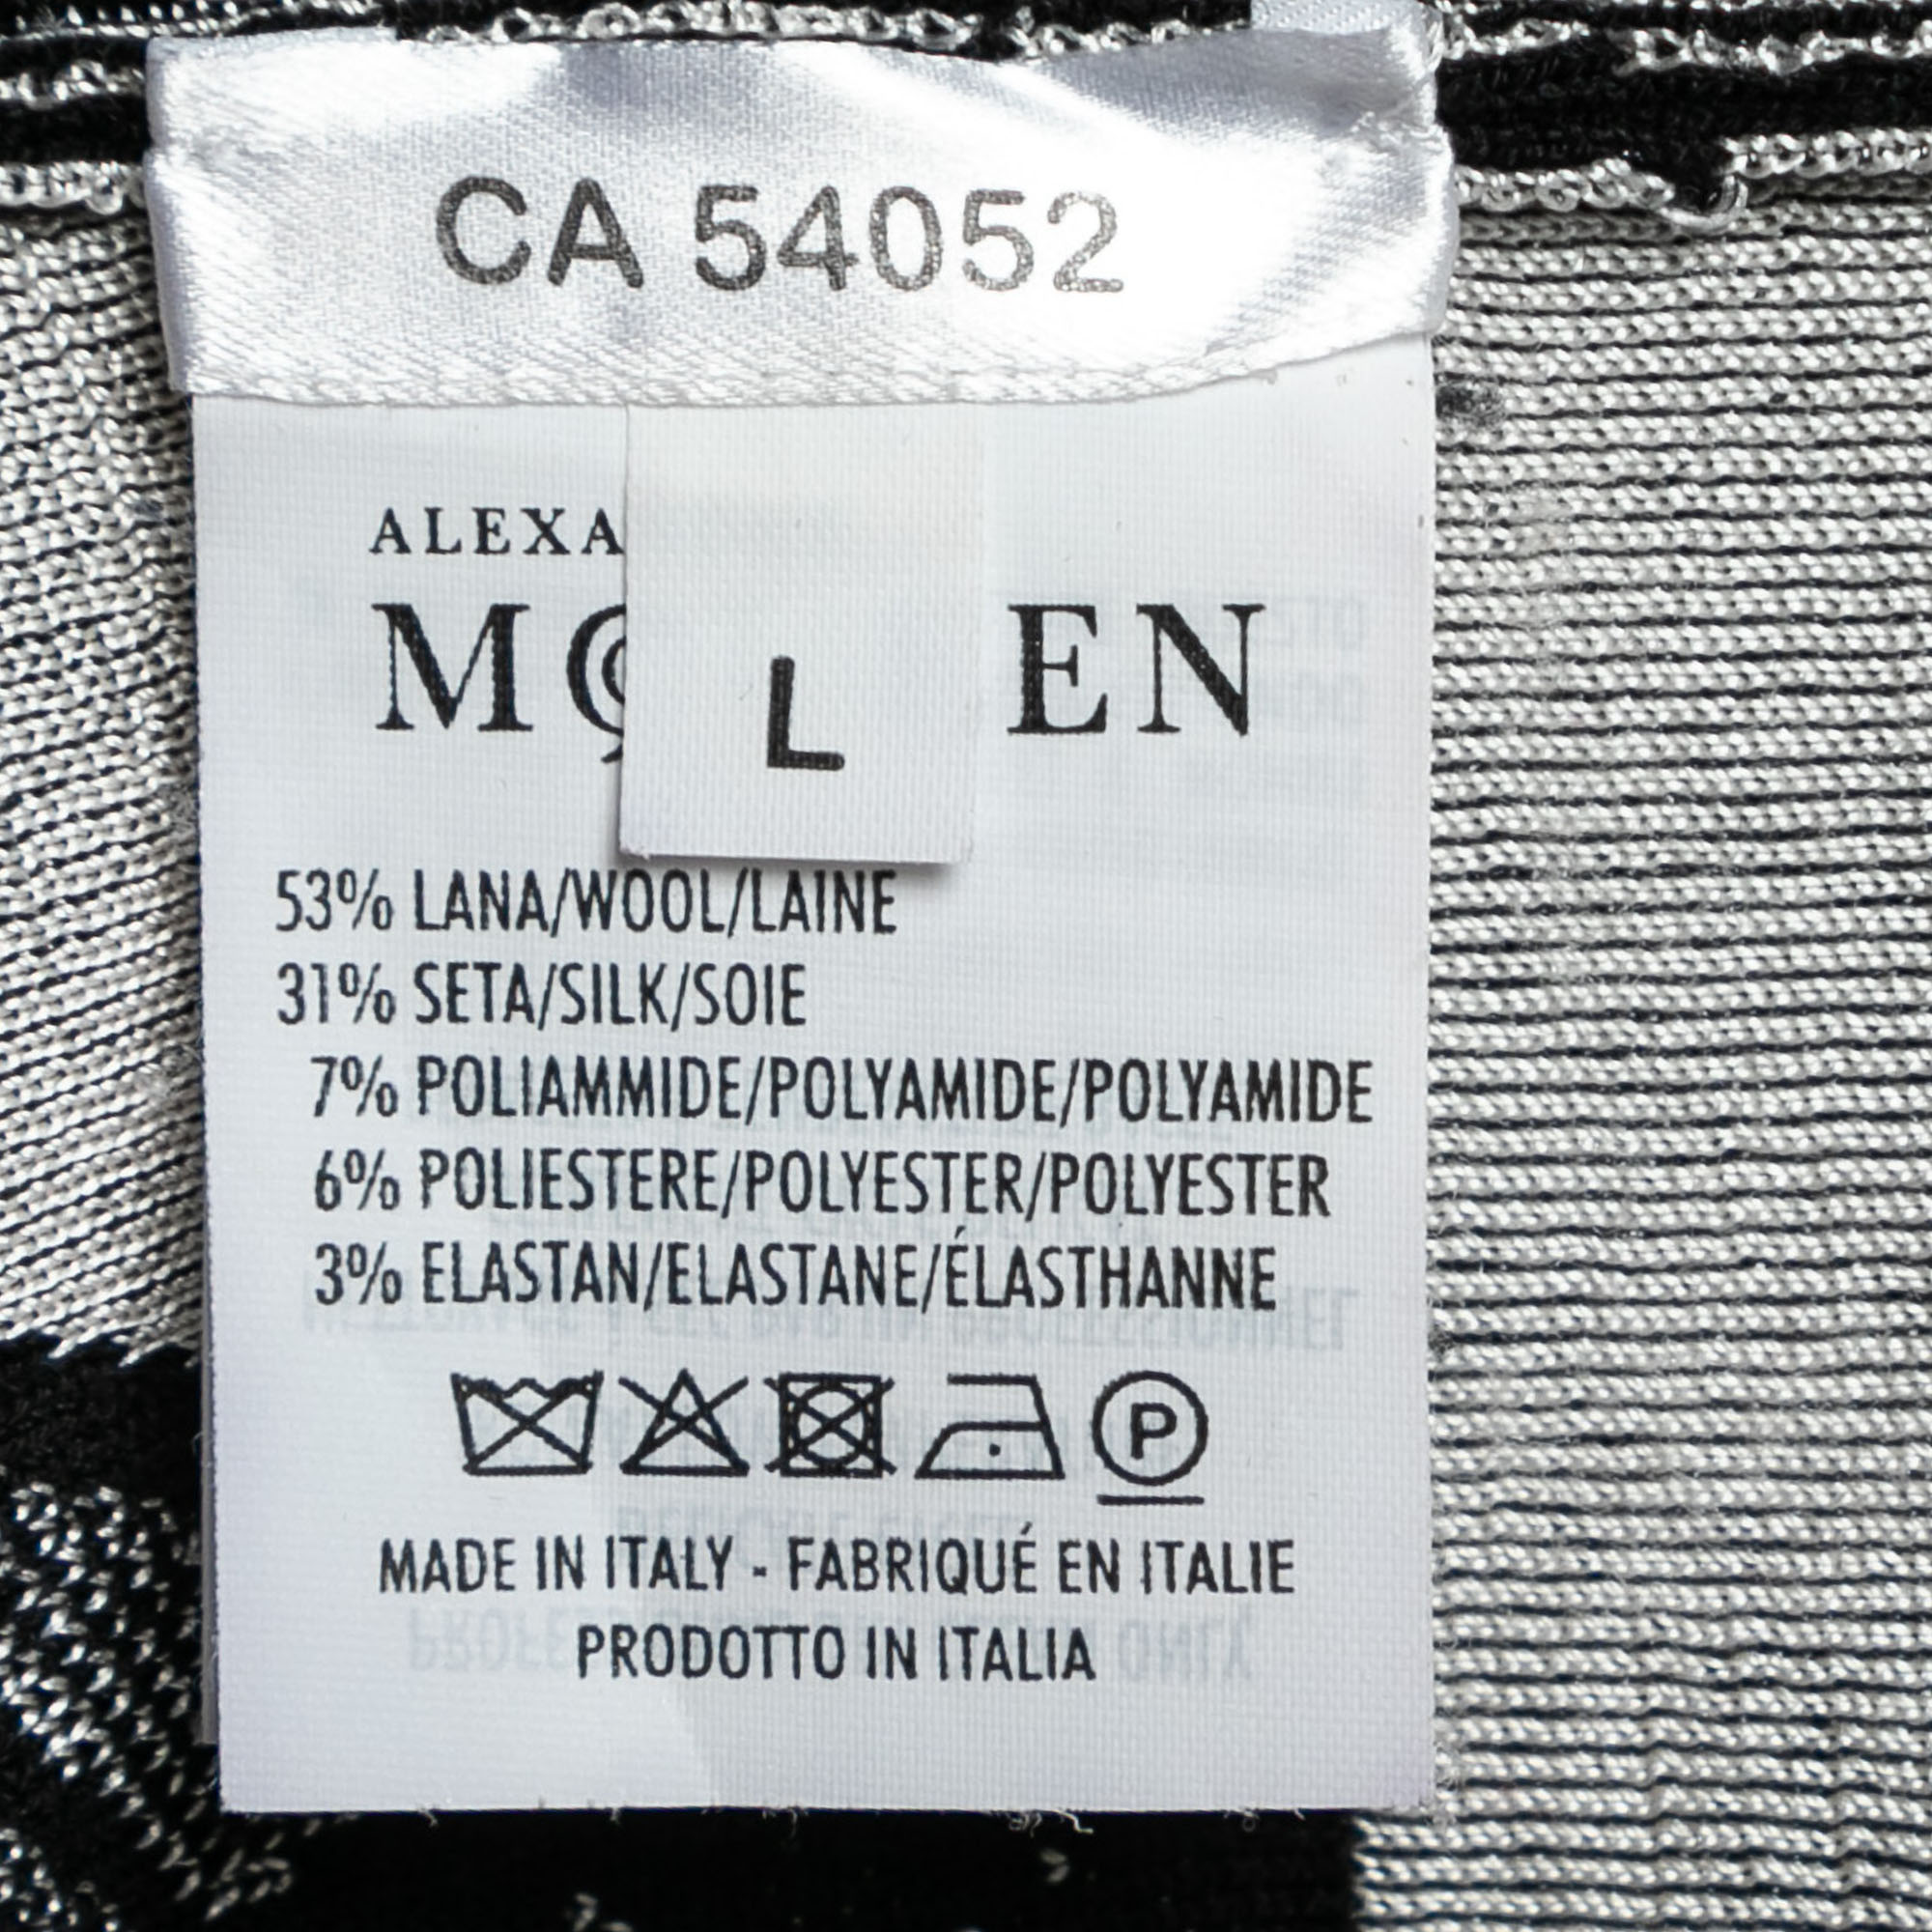 CA 54052
ALEXA
MC EN
L
53% LANA/WOOL/LAINE
31% SETA/SILK/SOIE
7% POLIAMMIDE/POLYAMIDE/POLYAMIDE
6% POLIESTERE/POLYESTER/POLYESTER
3% ELASTAN/ELASTANE/ÉLASTHANNE
P
MADE IN ITALY - FABRIQUÉ EN ITALIE
PRODOTTO IN ITALIA